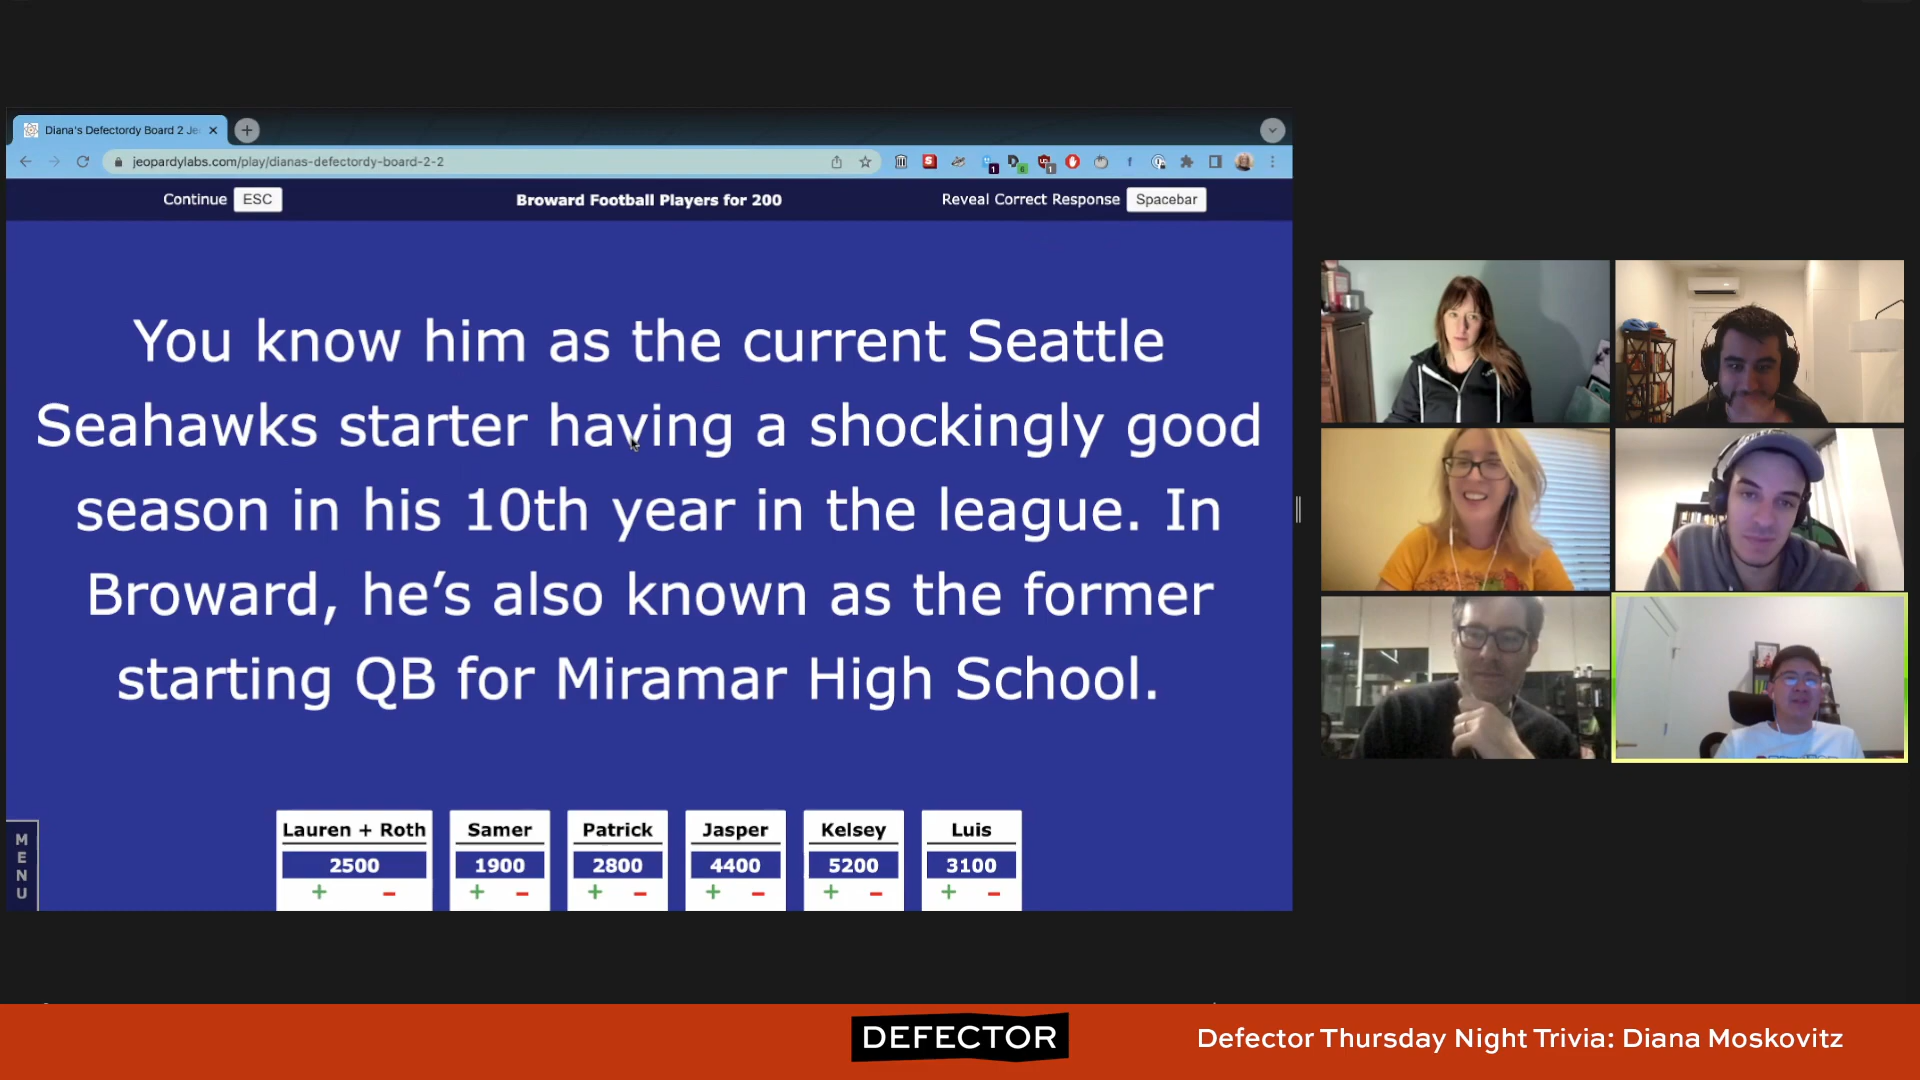 Diana's Defectordy Board 2 Je
jeopardylabs.com/play/dianas-defectordy-board-2-2
Continue ESC
Broward Football Players for 200
Reveal Correct Response Spacebar
You know him as the current Seattle
Seahawks starter having a shockingly good
season in his 10th year in the league. In
Broward, he’s also known as the former
starting QB for Miramar High School.
MENU
Lauren + Roth Samer Patrick Jasper Kelsey Luis
2500 1900 2800 4400 5200 3100
+ − + − + − + − + − + −
DEFECTOR
Defector Thursday Night Trivia: Diana Moskovitz